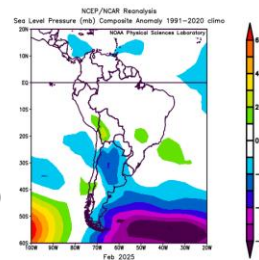 NCEP/NCAR Reanalysis
Sea Level Pressure (mb) Composite Anomaly 1991-2020 climo
NOAA Physical Sciences Laboratory
20N
10N
EQ
10S
20S
30S
40S
50S
60S
100W 90W 80W 70W 60W 50W 40W 30W 20W
Feb 2025
6
4
2
0